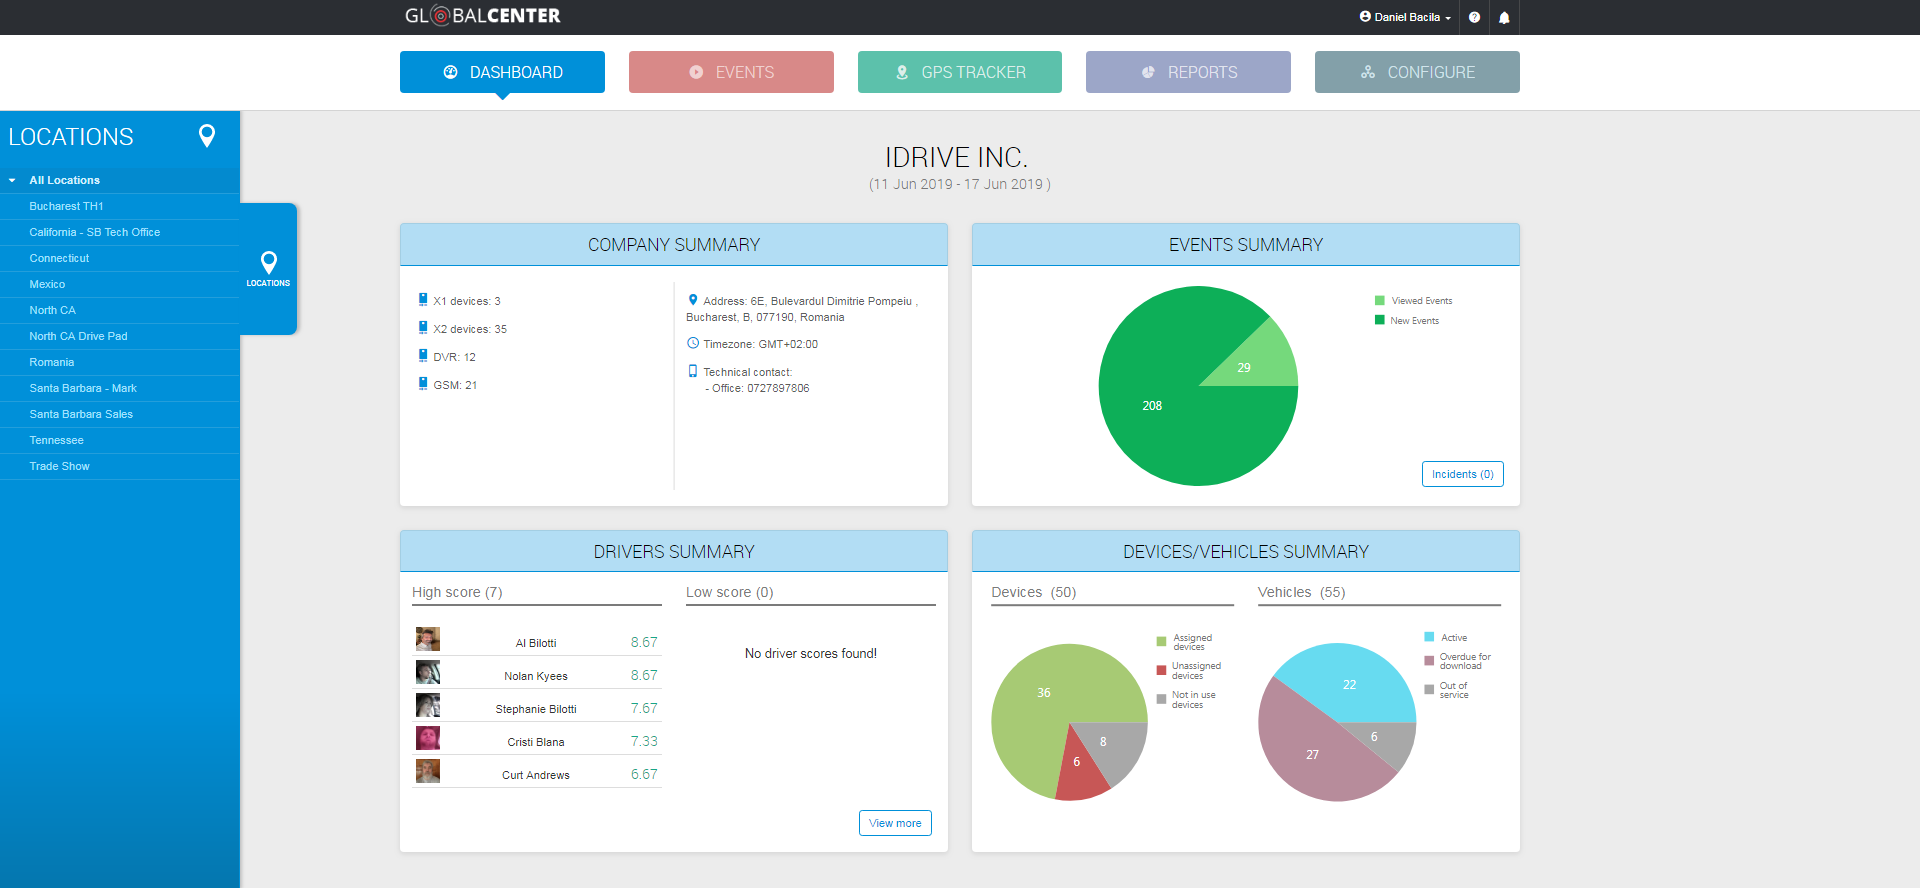 GLOBALCENTER
Daniel Bacila
DASHBOARD
EVENTS
GPS TRACKER
REPORTS
CONFIGURE
LOCATIONS
All Locations
Bucharest TH1
California - SB Tech Office
Connecticut
Mexico
North CA
North CA Drive Pad
Romania
Santa Barbara - Mark
Santa Barbara Sales
Tennessee
Trade Show
LOCATIONS
IDRIVE INC.
(11 Jun 2019 - 17 Jun 2019 )
COMPANY SUMMARY
X1 devices: 3
X2 devices: 35
DVR: 12
GSM: 21
Address: 6E, Bulevardul Dimitrie Pompeiu ,
Bucharest, B, 077190, Romania
Timezone: GMT+02:00
Technical contact:
- Office: 0727897806
EVENTS SUMMARY
29
208
Viewed Events
New Events
Incidents (0)
DRIVERS SUMMARY
High score (7)
Al Bilotti 8.67
Nolan Kyees 8.67
Stephanie Bilotti 7.67
Cristi Blana 7.33
Curt Andrews 6.67
Low score (0)
No driver scores found!
View more
DEVICES/VEHICLES SUMMARY
Devices (50)
36
8
6
Assigned
devices
Unassigned
devices
Not in use
devices
Vehicles (55)
22
6
27
Active
Overdue for
download
Out of
service